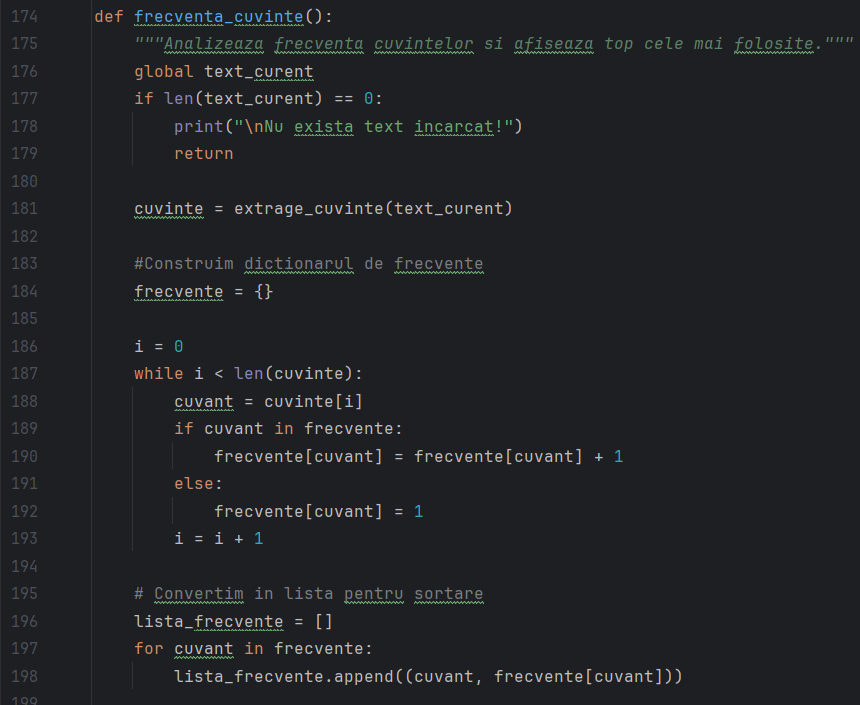 174 def frecventa_cuvinte():
175 """Analizeaza frecventa cuvintelor si afiseaza top cele mai folosite."""
176 global text_curent
177 if len(text_curent) == 0:
178 print("\nNu exista text incarcat!")
179 return
180
181 cuvinte = extrage_cuvinte(text_curent)
182
183 #Construim dictionarul de frecvente
184 frecvente = {}
185
186 i = 0
187 while i < len(cuvinte):
188 cuvant = cuvinte[i]
189 if cuvant in frecvente:
190 frecvente[cuvant] = frecvente[cuvant] + 1
191 else:
192 frecvente[cuvant] = 1
193 i = i + 1
194
195 # Convertim in lista pentru sortare
196 lista_frecvente = []
197 for cuvant in frecvente:
198 lista_frecvente.append((cuvant, frecvente[cuvant]))
199